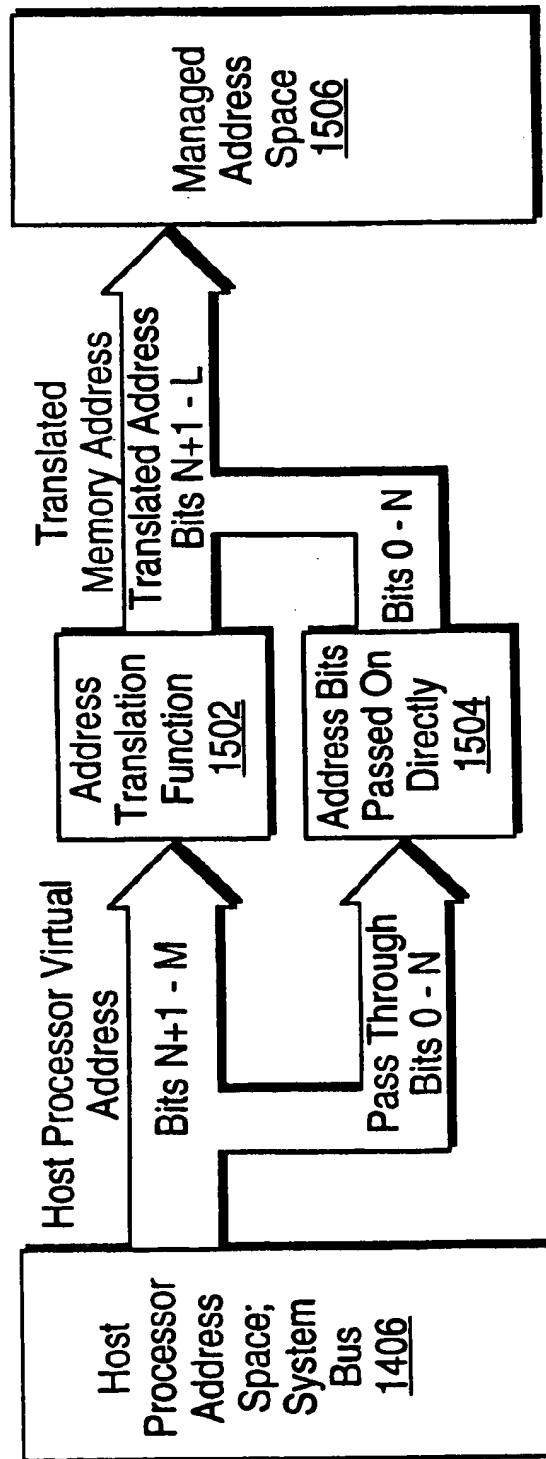 Host
Processor
Address
Space;
System
Bus
1406
Host Processor Virtual
Address
Bits N+1 - M
Pass Through
Bits 0 - N
Address
Translation
Function
1502
Address Bits
Passed On
Directly
1504
Translated
Memory Address
Translated Address
Bits N+1 - L
Bits 0 - N
Managed
Address
Space
1506